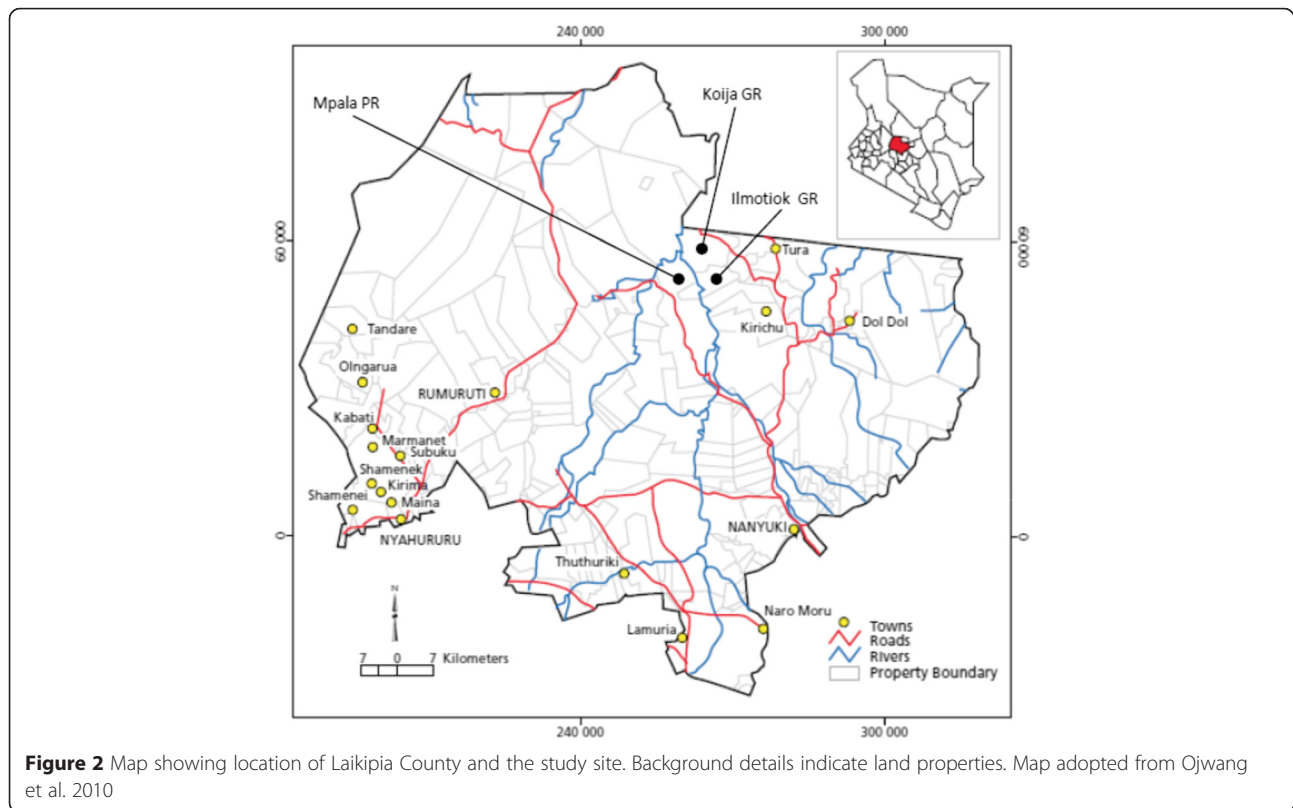 240 000
300 000
Mpala PR
Koija GR
Ilmotiok GR
60 000
60 000
Tura
Kirichu
Dol Dol
Tandare
Olngarua
RUMURUTI
Kabati
Marmanet
Subuku
Shamenek
Kirima
Shamenei
Maina
NYAHURURU
NANYUKI
0
0
Thuthuriki
N
Naro Moru
Lamuria
Towns
Roads
Rivers
Property Boundary
7 0 7 Kilometers
240 000
300 000
Figure 2 Map showing location of Laikipia County and the study site. Background details indicate land properties. Map adopted from Ojwang
et al. 2010